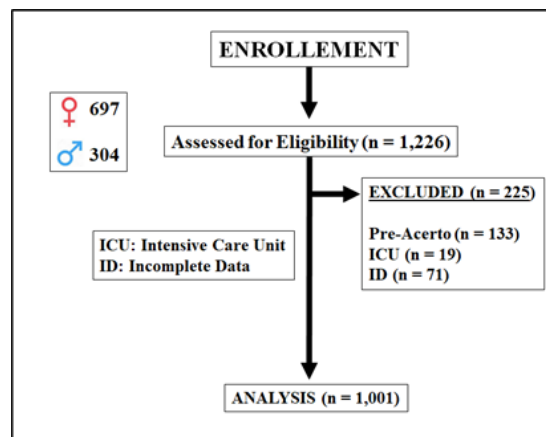 ENROLLEMENT
♀ 697
♂ 304
Assessed for Eligibility (n = 1,226)
EXCLUDED (n = 225)
Pre-Acerto (n = 133)
ICU (n = 19)
ID (n = 71)
ICU: Intensive Care Unit
ID: Incomplete Data
ANALYSIS (n = 1,001)